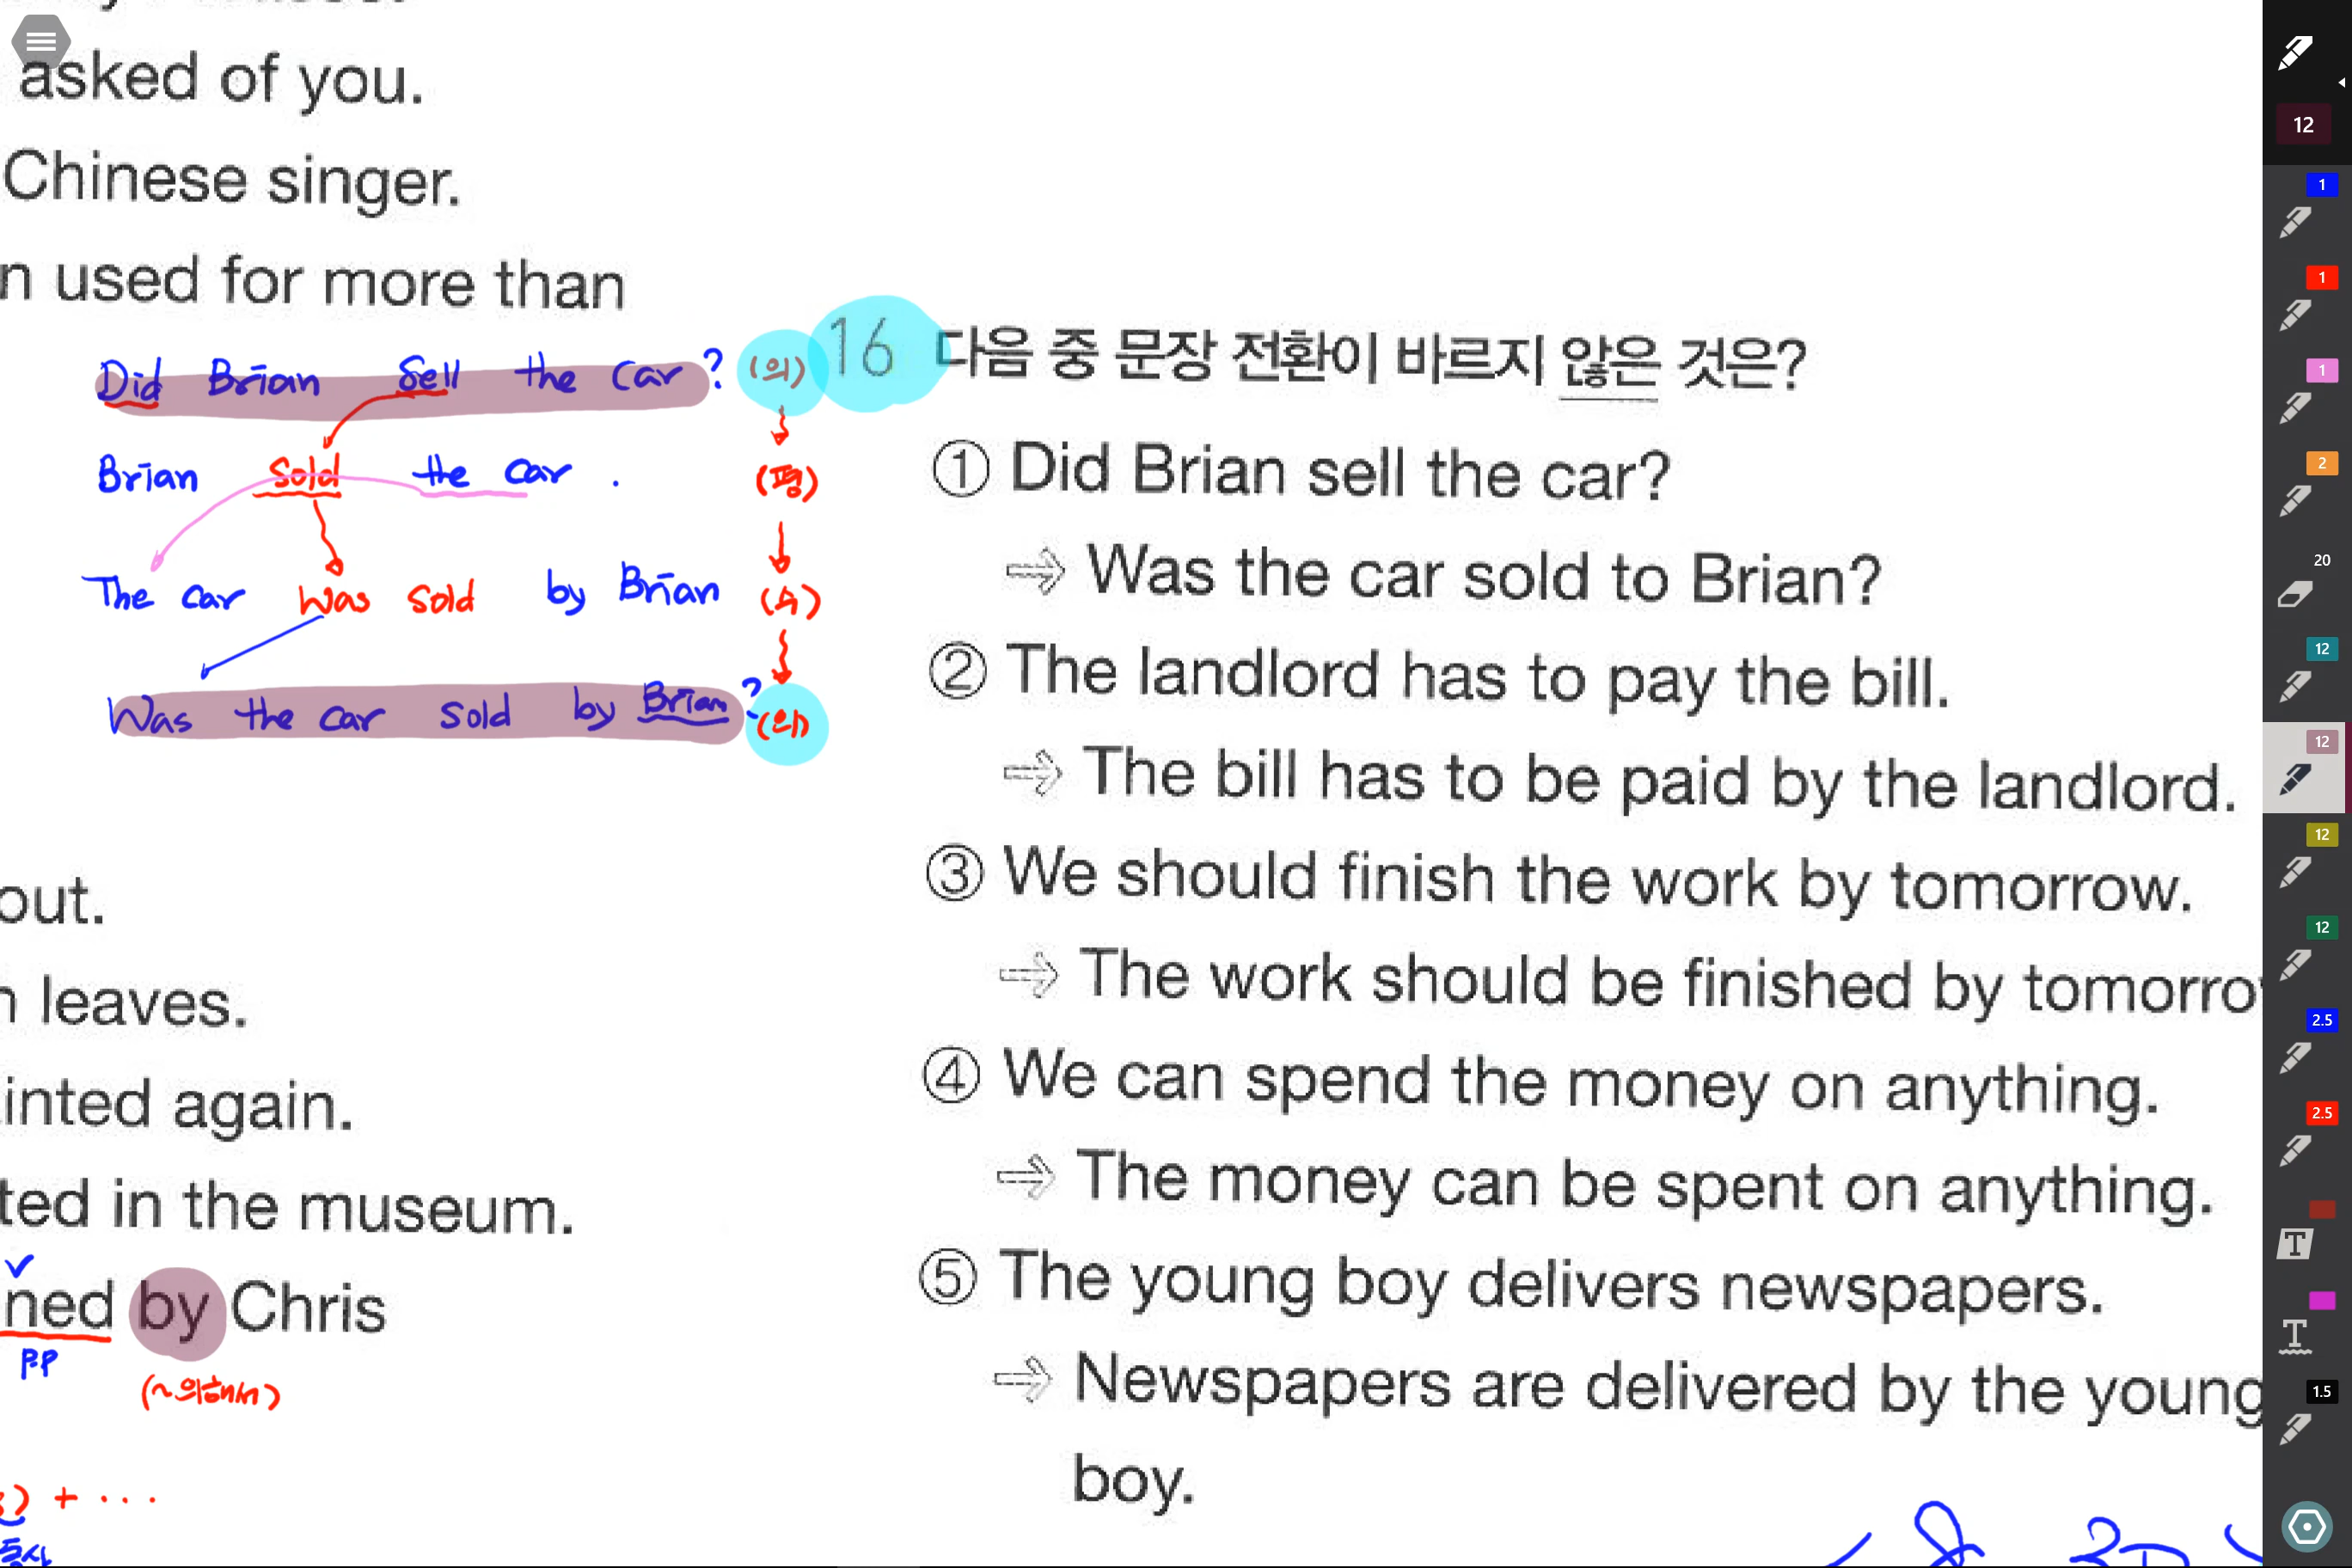 asked of you.
Chinese singer.
n used for more than
Did Brian Sell the Car? (의)
Brian Sold the Car. (평)
The Car Was Sold by Brian (수)
Was the Car Sold by Brian? (의)
out.
n leaves.
inted again.
ted in the museum.
ned by Chris
P.P
(~의해서)
+ ...
16 다음 중 문장 전환이 바르지 않은 것은?
① Did Brian sell the car?
⇨ Was the car sold to Brian?
② The landlord has to pay the bill.
⇨ The bill has to be paid by the landlord.
③ We should finish the work by tomorrow.
⇨ The work should be finished by tomorro
④ We can spend the money on anything.
⇨ The money can be spent on anything.
⑤ The young boy delivers newspapers.
⇨ Newspapers are delivered by the young
boy.
12
1
1
1
2
20
12
12
12
12
2.5
2.5
T
T
1.5